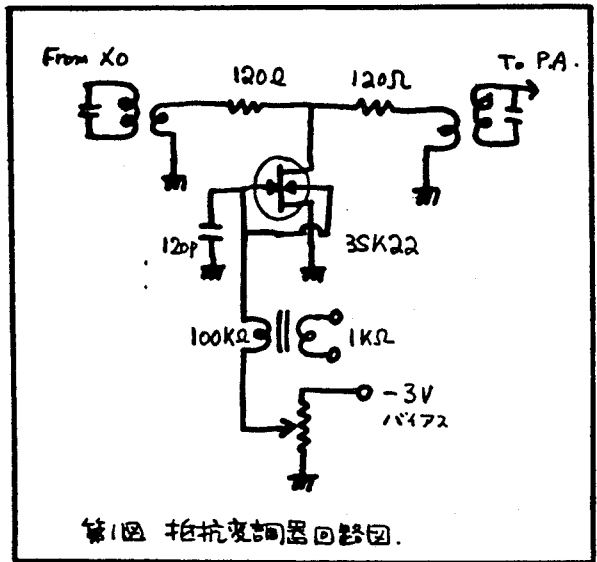 From XO
To P.A.
120Ω
120Ω
120p
3SK22
100KΩ
1KΩ
-3V
バイアス
第1図 抵抗変調器回路図.